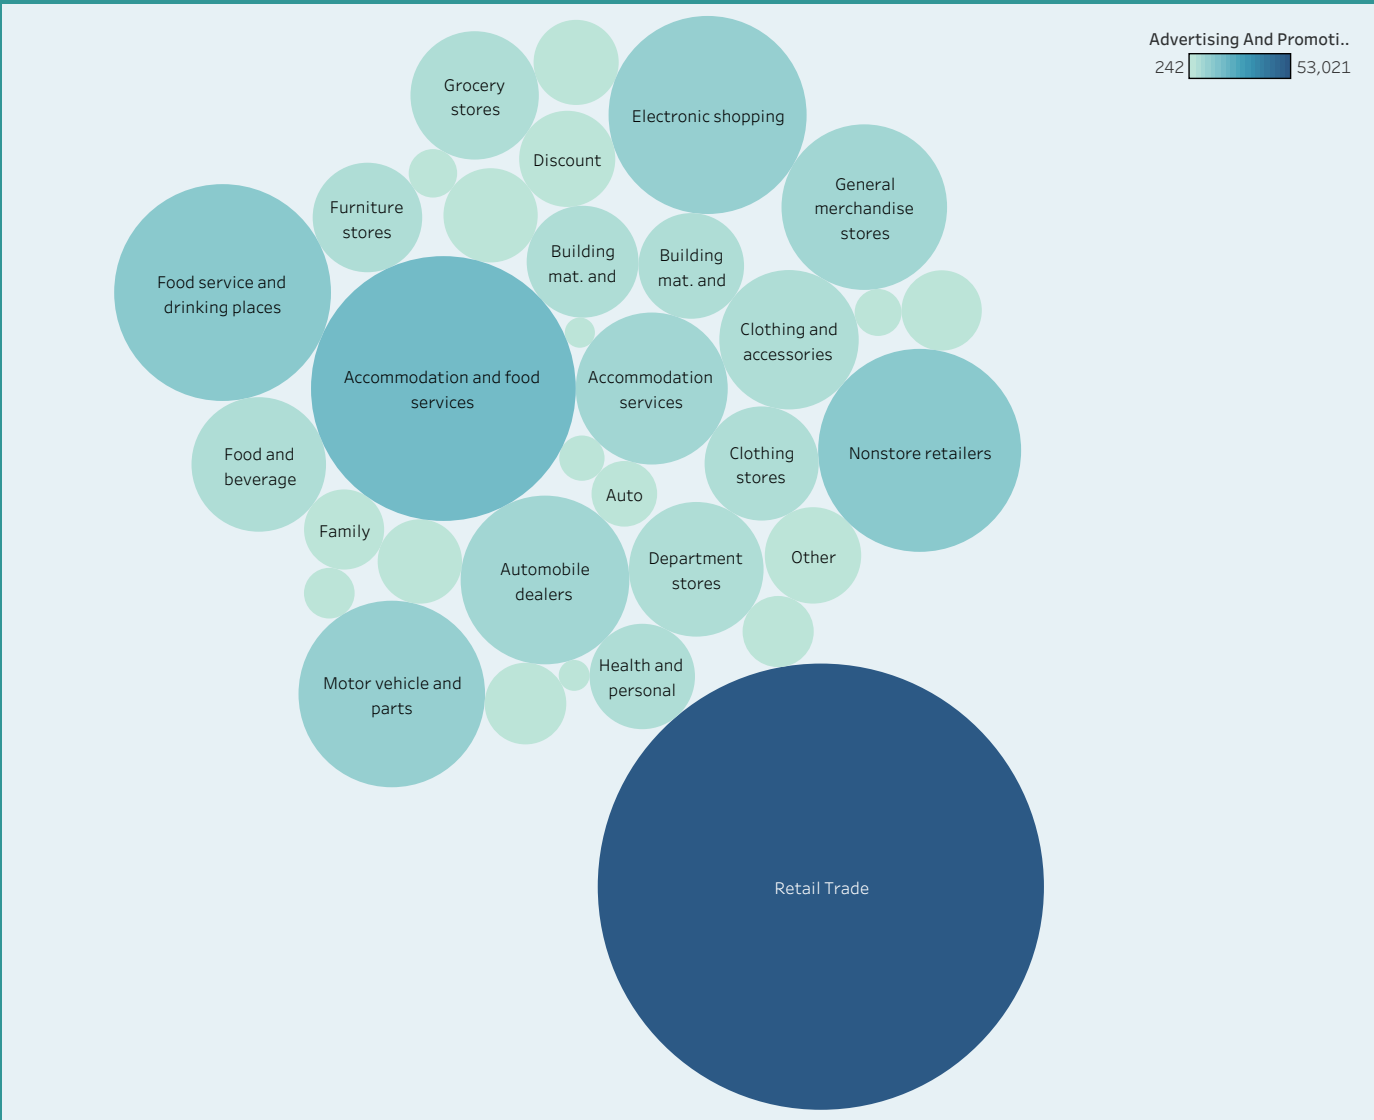 Advertising And Promoti..
242
53,021
Grocery
stores
Electronic shopping
Discount
General
merchandise
stores
Furniture
stores
Building
mat. and
Building
mat. and
Food service and
drinking places
Clothing and
accessories
Accommodation and food
services
Accommodation
services
Food and
beverage
Clothing
stores
Nonstore retailers
Auto
Family
Automobile
dealers
Department
stores
Other
Motor vehicle and
parts
Health and
personal
Retail Trade